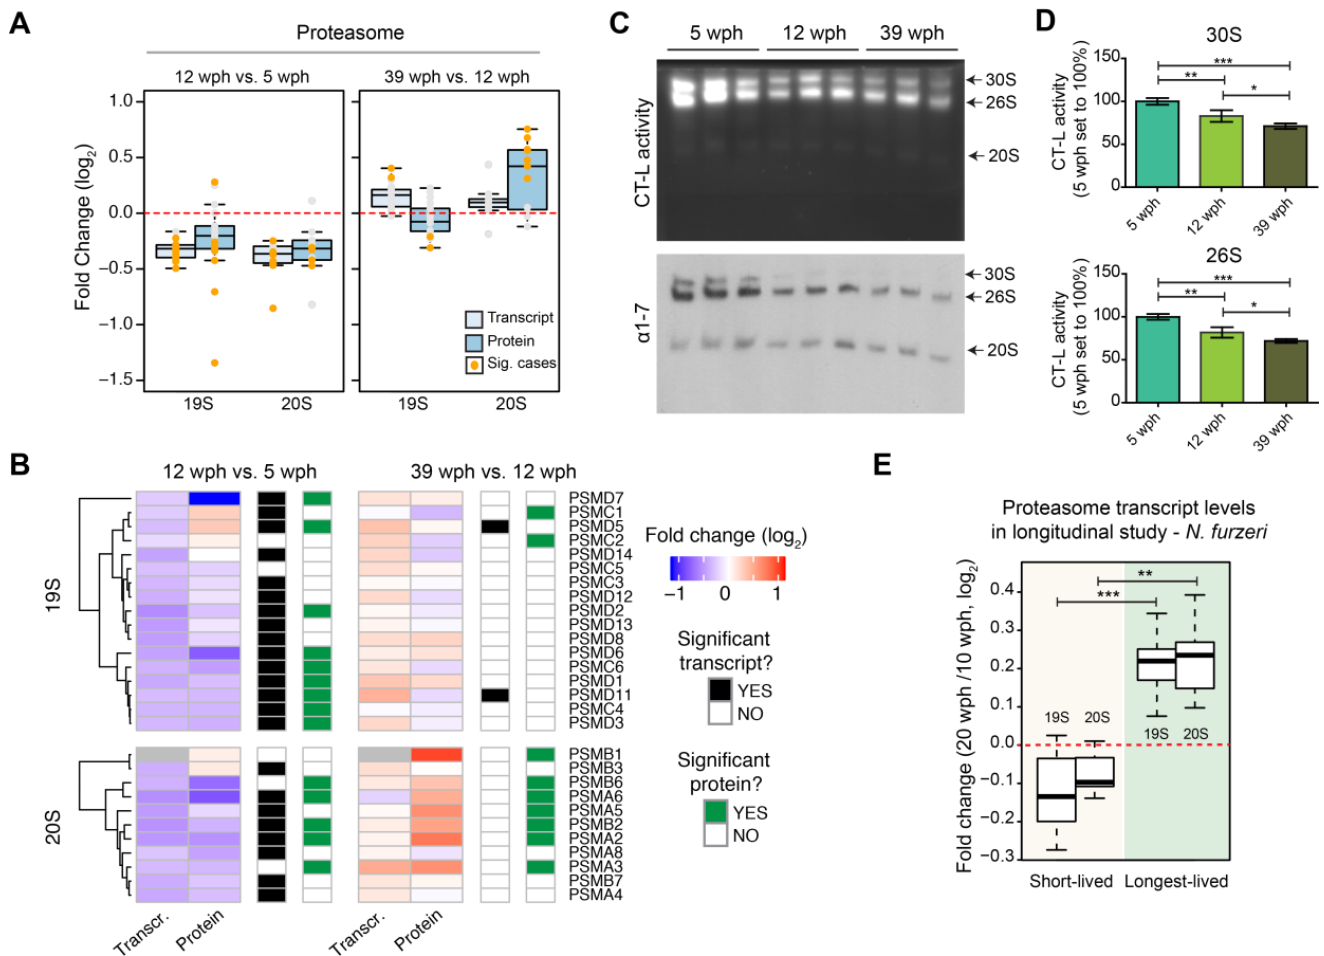 A
Proteasome
12 wph vs. 5 wph
39 wph vs. 12 wph
Fold Change (log2)
1.0
0.5
0.0
−0.5
−1.0
−1.5
Transcript
Protein
Sig. cases
19S
20S
19S
20S
B
12 wph vs. 5 wph
39 wph vs. 12 wph
19S
PSMD7
PSMC1
PSMD5
PSMC2
PSMD14
PSMC5
PSMC3
PSMD12
PSMD2
PSMD13
PSMD8
PSMD6
PSMC6
PSMD1
PSMD11
PSMC4
PSMD3
20S
PSMB1
PSMB3
PSMB6
PSMA6
PSMA5
PSMB2
PSMA2
PSMA8
PSMA3
PSMB7
PSMA4
Transcr.
Protein
Transcr.
Protein
Fold change (log2)
−1
0
1
Significant
transcript?
YES
NO
Significant
protein?
YES
NO
C
5 wph
12 wph
39 wph
CT-L activity
30S
26S
20S
α1-7
30S
26S
20S
D
30S
CT-L activity
(5 wph set to 100%)
150
100
50
0
***
**
*
5 wph
12 wph
39 wph
26S
CT-L activity
(5 wph set to 100%)
150
100
50
0
***
**
*
5 wph
12 wph
39 wph
E
Proteasome transcript levels
in longitudinal study - N. furzeri
Fold change (20 wph /10 wph, log2)
0.4
0.3
0.2
0.1
0.0
−0.1
−0.2
−0.3
**
***
19S
20S
19S
20S
Short-lived
Longest-lived